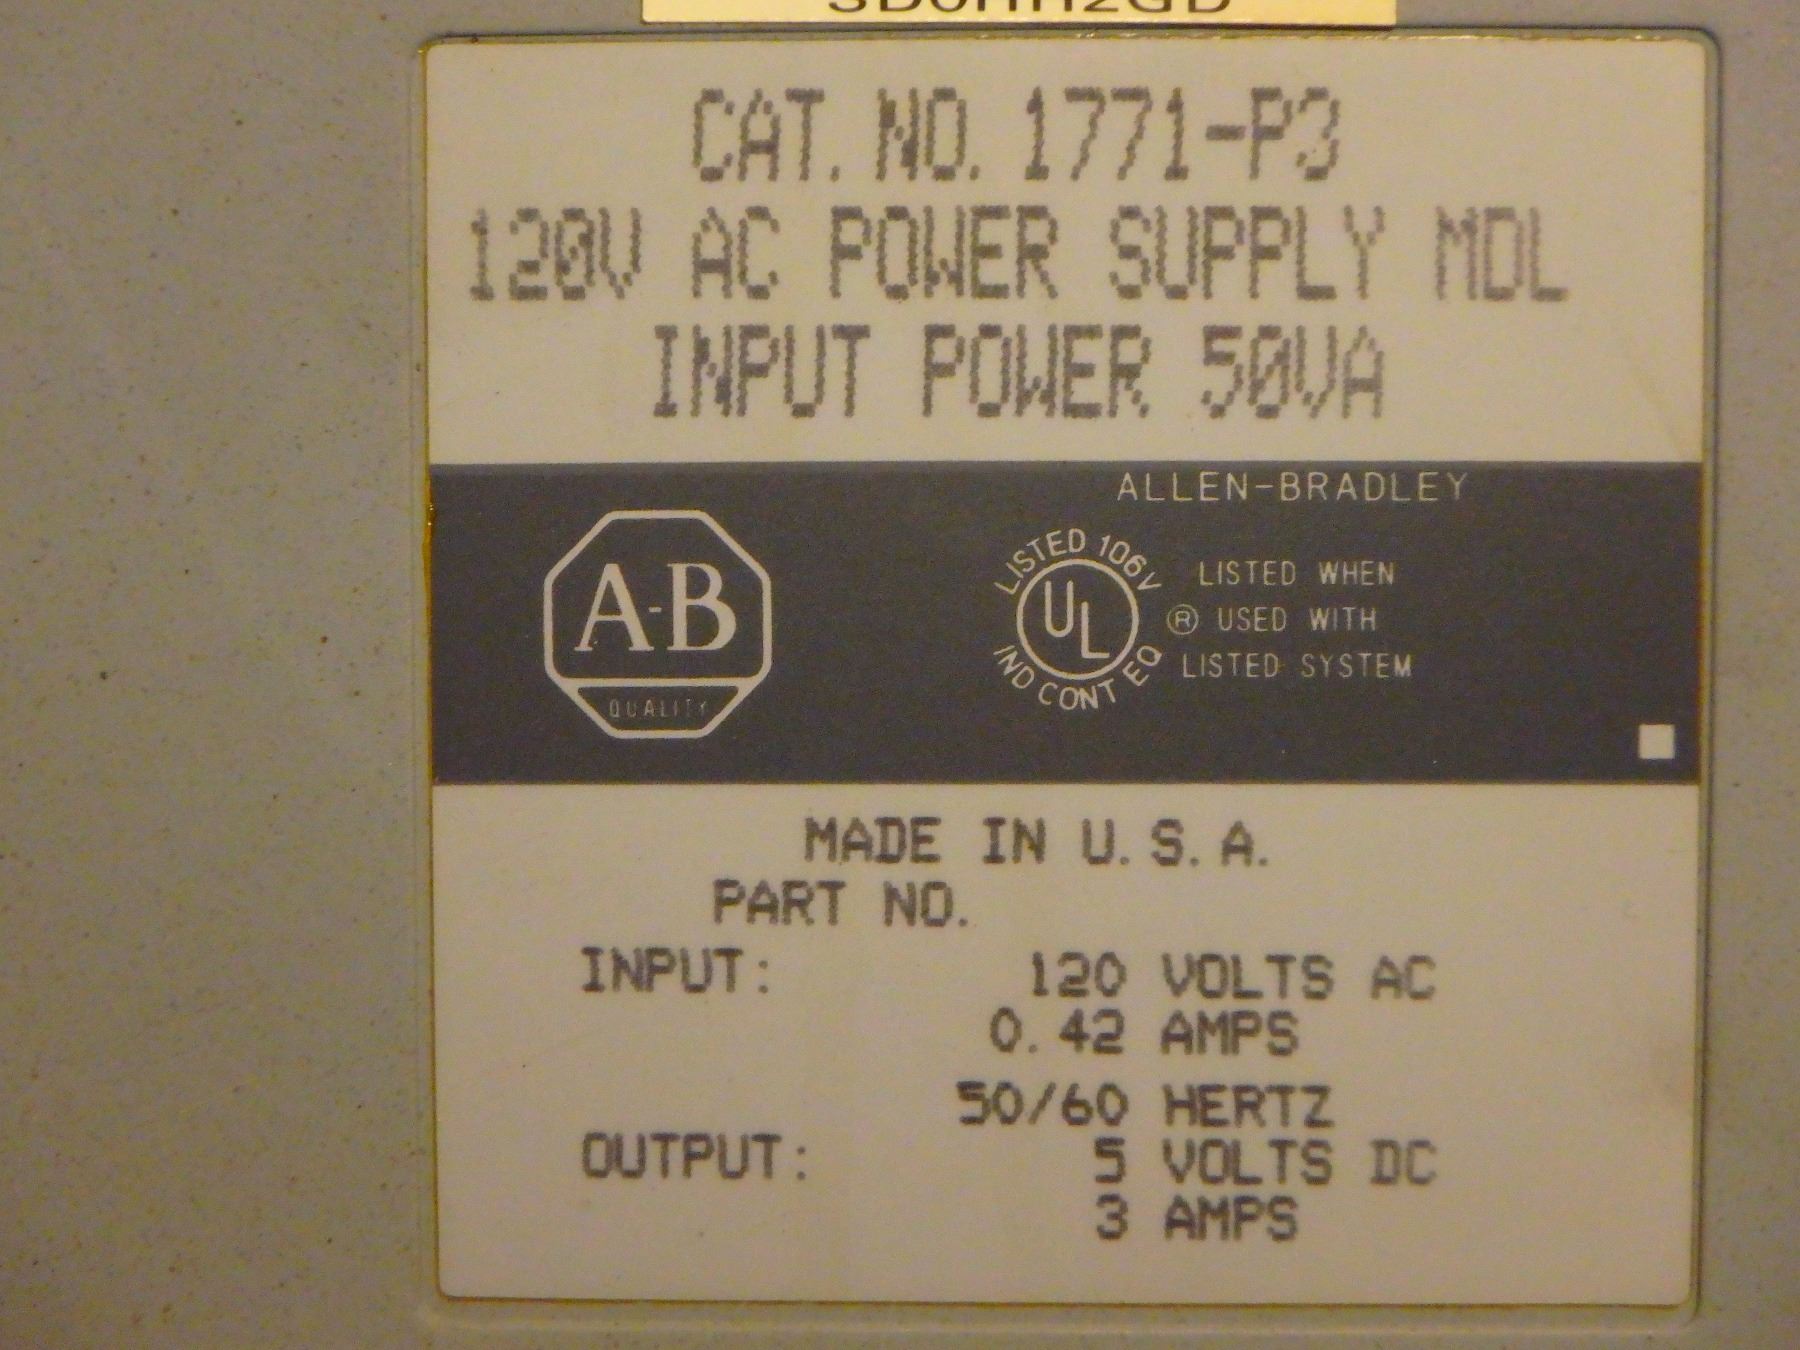 CAT. NO. 1771-P3
120V AC POWER SUPPLY MDL
INPUT POWER 50VA
ALLEN-BRADLEY
A-B
QUALITY
LISTED 106V
UL
IND CONT EQ
®
LISTED WHEN
USED WITH
LISTED SYSTEM
MADE IN U.S.A.
PART NO.
INPUT: 120 VOLTS AC
0.42 AMPS
50/60 HERTZ
OUTPUT: 5 VOLTS DC
3 AMPS